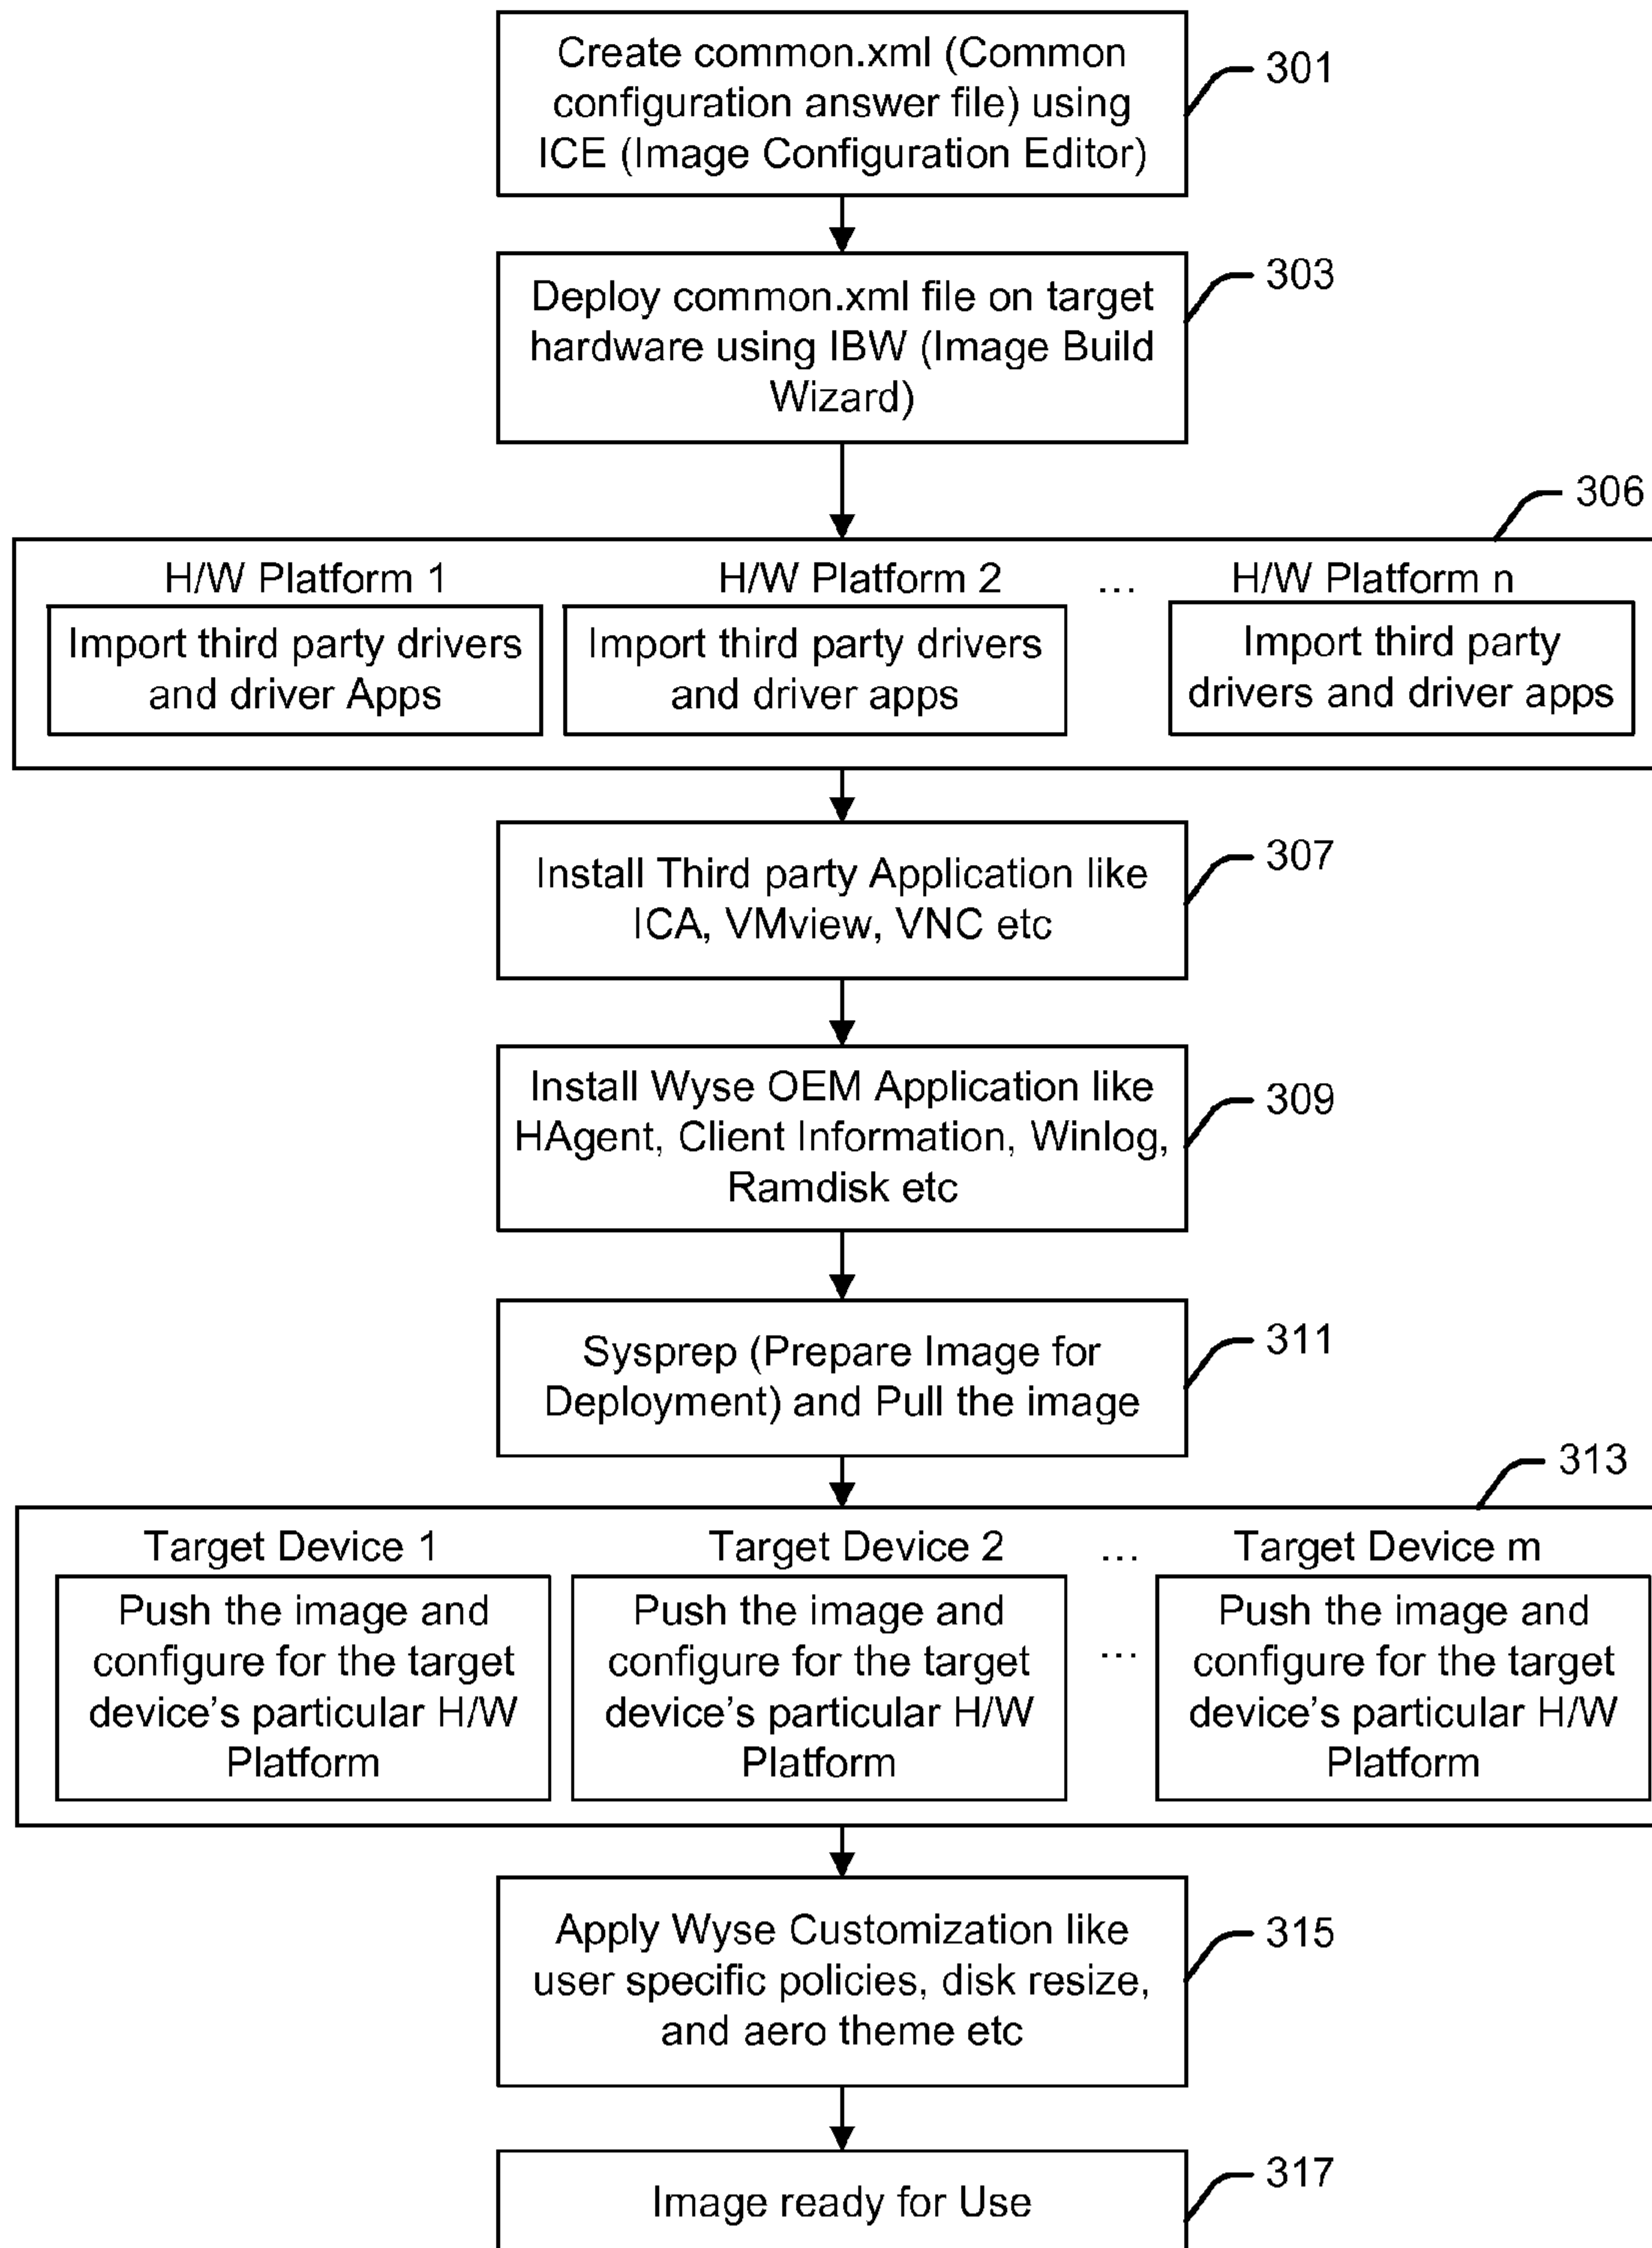 Create common.xml (Common
configuration answer file) using
ICE (Image Configuration Editor)
301
Deploy common.xml file on target
hardware using IBW (Image Build
Wizard)
303
306
H/W Platform 1
Import third party drivers
and driver Apps
H/W Platform 2
Import third party drivers
and driver apps
...
H/W Platform n
Import third party
drivers and driver apps
Install Third party Application like
ICA, VMview, VNC etc
307
Install Wyse OEM Application like
HAgent, Client Information, Winlog,
Ramdisk etc
309
Sysprep (Prepare Image for
Deployment) and Pull the image
311
313
Target Device 1
Push the image and
configure for the target
device's particular H/W
Platform
Target Device 2
Push the image and
configure for the target
device's particular H/W
Platform
...
...
Target Device m
Push the image and
configure for the target
device's particular H/W
Platform
Apply Wyse Customization like
user specific policies, disk resize,
and aero theme etc
315
Image ready for Use
317